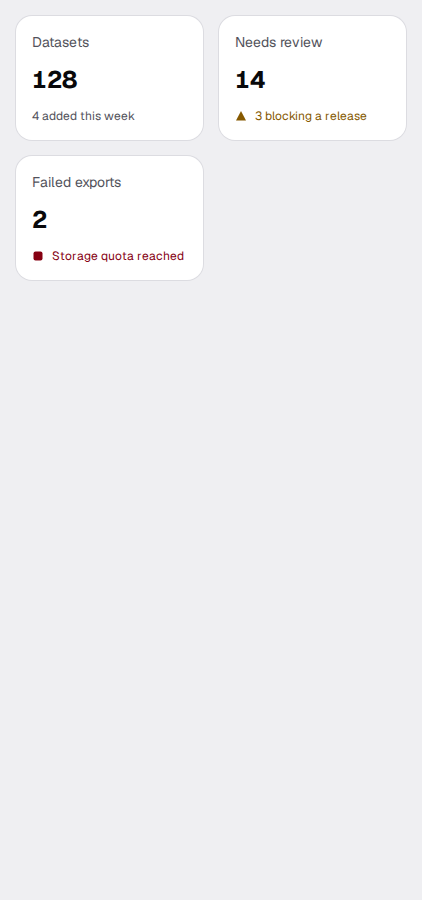 Datasets
128
4 added this week
Needs review
14
3 blocking a release
Failed exports
2
Storage quota reached